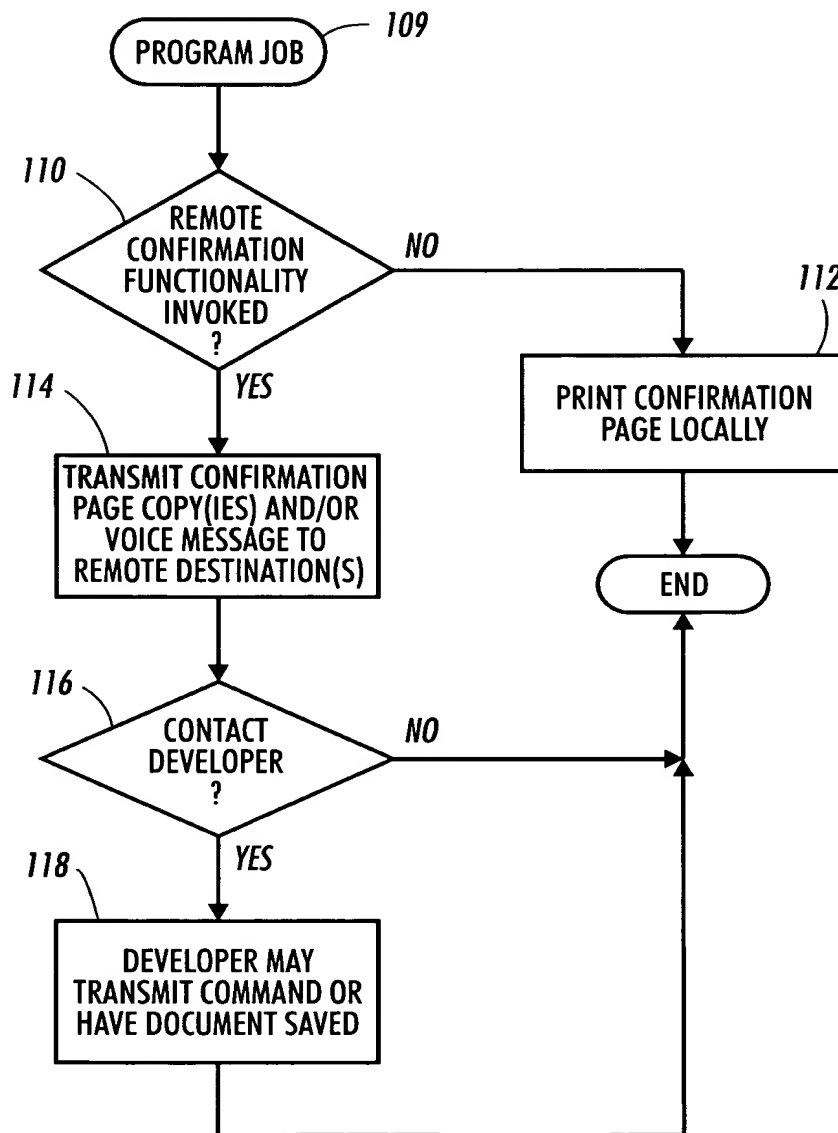 PROGRAM JOB
109
110
REMOTE
CONFIRMATION
FUNCTIONALITY
INVOKED
?
NO
112
YES
PRINT CONFIRMATION
PAGE LOCALLY
114
TRANSMIT CONFIRMATION
PAGE COPY(IES) AND/OR
VOICE MESSAGE TO
REMOTE DESTINATION(S)
END
116
CONTACT
DEVELOPER
?
NO
YES
118
DEVELOPER MAY
TRANSMIT COMMAND OR
HAVE DOCUMENT SAVED